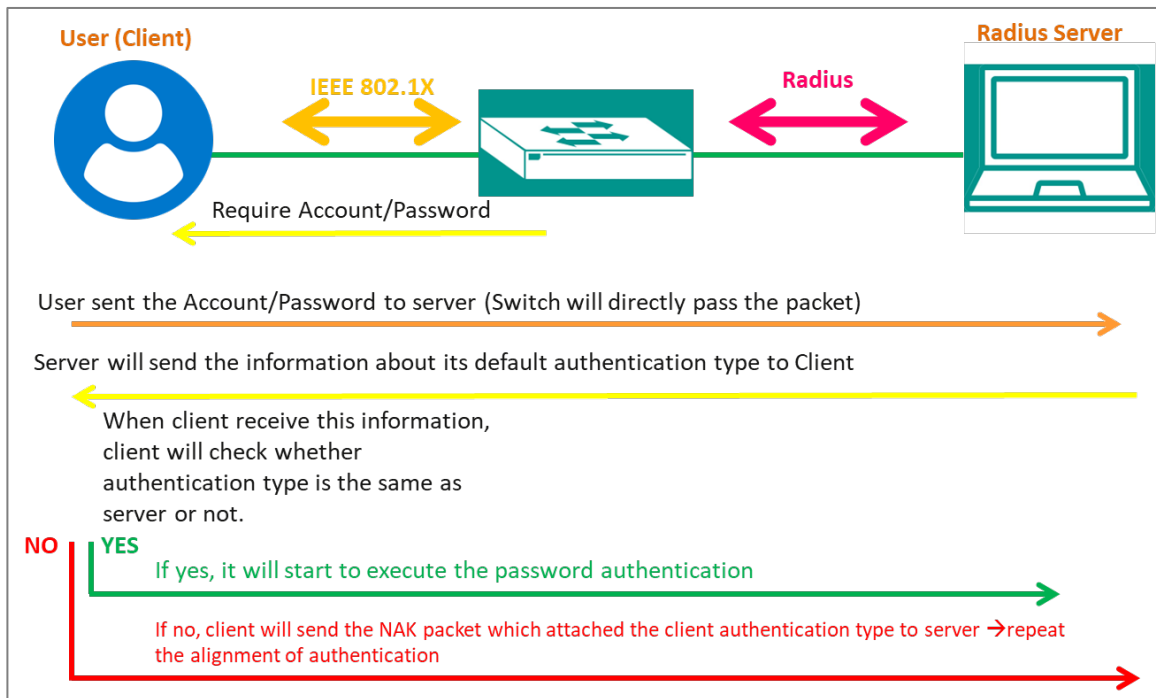 User (Client)
Radius Server
IEEE 802.1X
Radius
Require Account/Password
User sent the Account/Password to server (Switch will directly pass the packet)
Server will send the information about its default authentication type to Client
When client receive this information,
client will check whether
authentication type is the same as
server or not.
NO
YES
If yes, it will start to execute the password authentication
If no, client will send the NAK packet which attached the client authentication type to server →repeat
the alignment of authentication